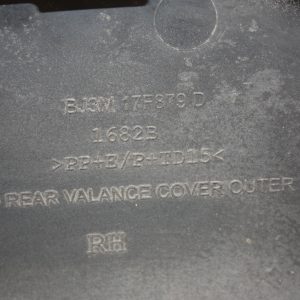 BJ3M 17F879 D
1682B
>PP+E/P+TD15<
REAR VALANCE COVER OUTER
RH